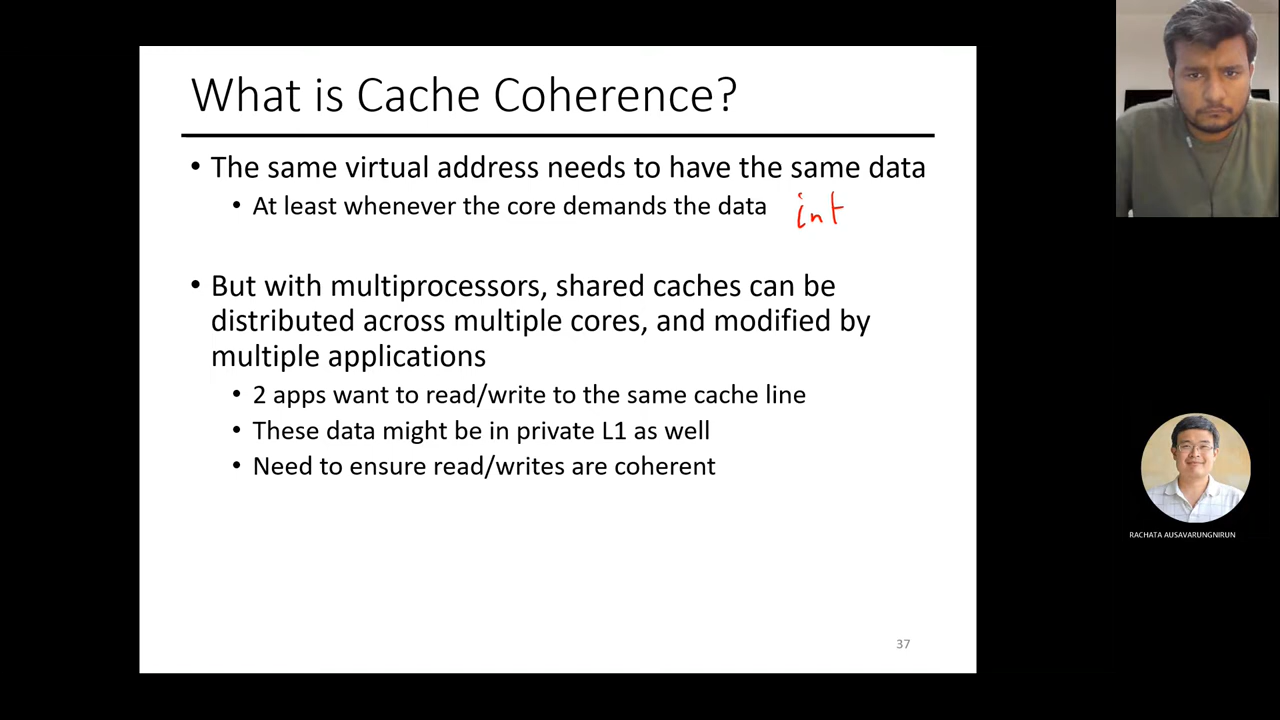 What is Cache Coherence?
• The same virtual address needs to have the same data
• At least whenever the core demands the data
int
• But with multiprocessors, shared caches can be
distributed across multiple cores, and modified by
multiple applications
• 2 apps want to read/write to the same cache line
• These data might be in private L1 as well
• Need to ensure read/writes are coherent
RACHATA AUSAVARUNGNIRUN
37